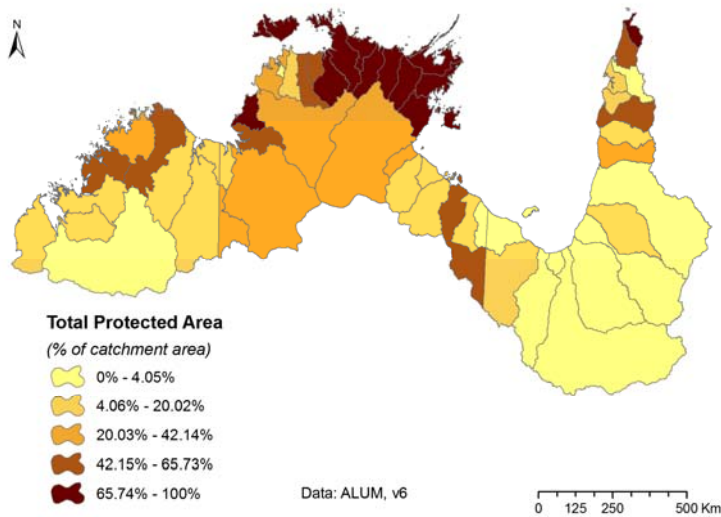 N
Total Protected Area
(% of catchment area)
0% - 4.05%
4.06% - 20.02%
20.03% - 42.14%
42.15% - 65.73%
65.74% - 100%
Data: ALUM, v6
0 125 250 500 Km